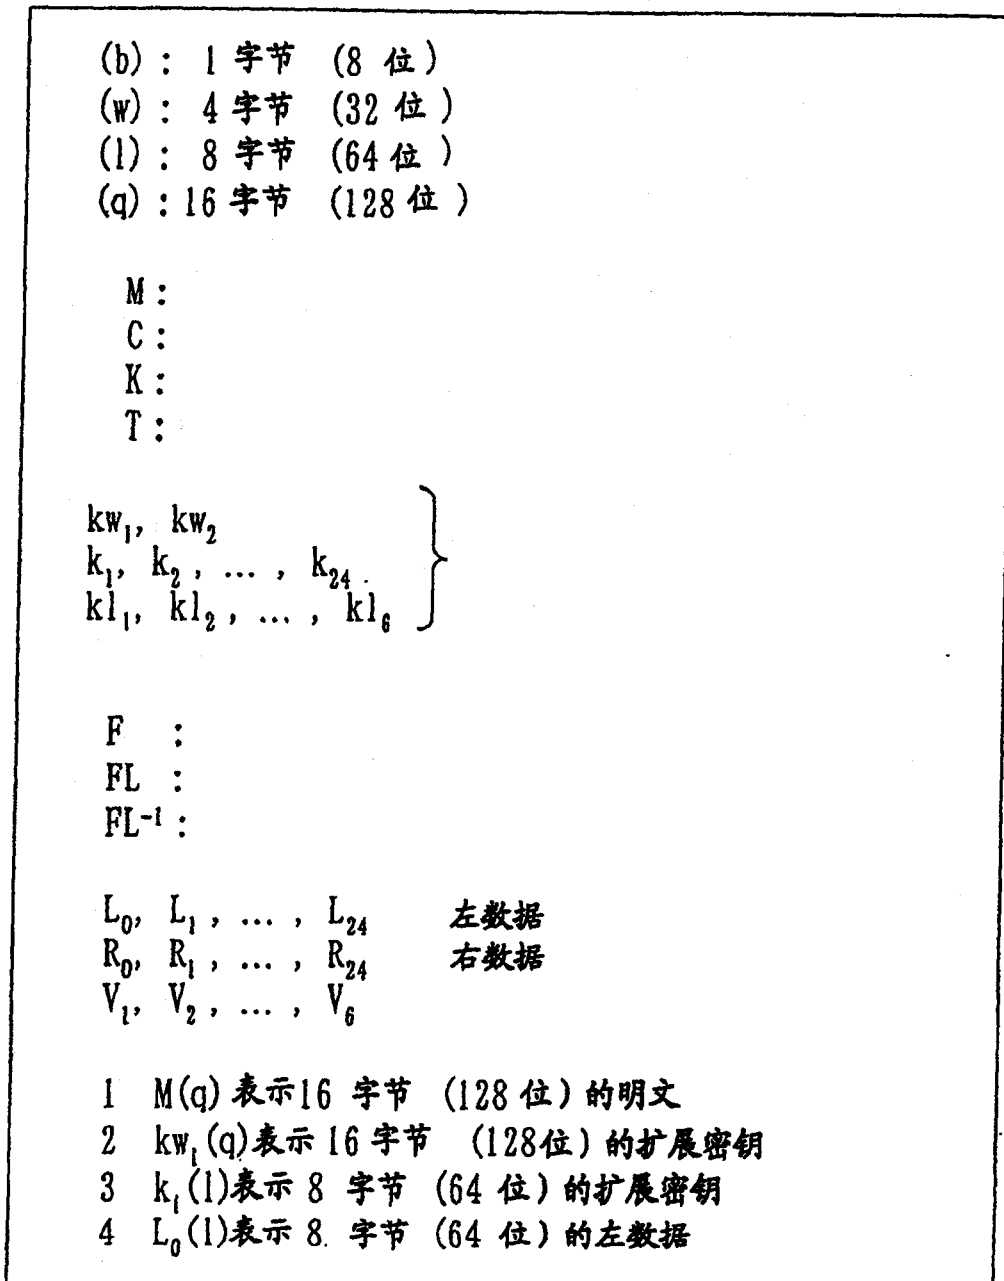 (b) : 1 字节 (8 位)
(w) : 4 字节 (32 位)
(l) : 8 字节 (64 位)
(q) : 16 字节 (128 位)
M :
C :
K :
T :
kw₁, kw₂
k₁, k₂, ... , k₂₄
kl₁, kl₂, ... , kl₆
F :
FL :
FL⁻¹ :
L₀, L₁, ... , L₂₄ 左数据
R₀, R₁, ... , R₂₄ 右数据
V₁, V₂, ... , V₆
1 M(q) 表示16 字节 (128 位) 的明文
2 kw₁(q)表示 16 字节 (128位) 的扩展密钥
3 k₁(l)表示 8 字节 (64 位) 的扩展密钥
4 L₀(l)表示 8. 字节 (64 位) 的左数据